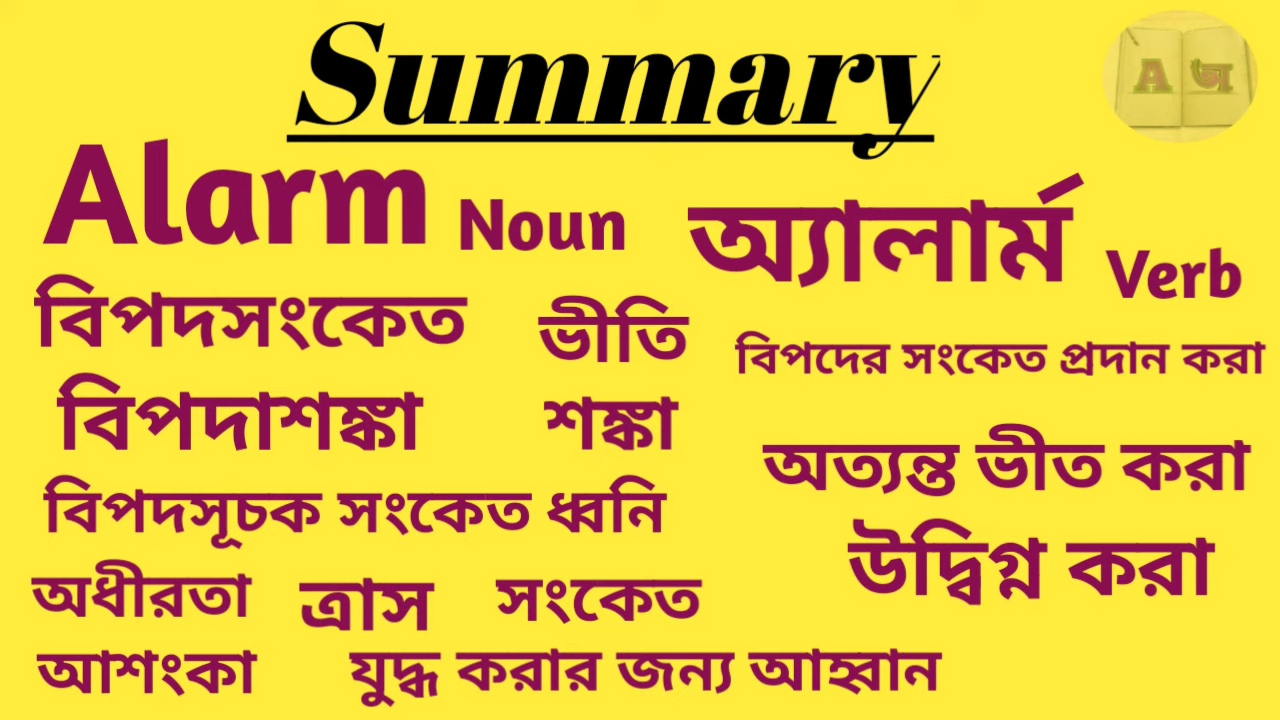 Summary
A অ
Alarm Noun অ্যালার্ম Verb
বিপদসংকেত ভীতি বিপদের সংকেত প্রদান করা
বিপদাশঙ্কা শঙ্কা অত্যন্ত ভীত করা
বিপদসূচক সংকেত ধ্বনি উদ্বিগ্ন করা
অধীরতা ত্রাস সংকেত
আশংকা যুদ্ধ করার জন্য আহ্বান